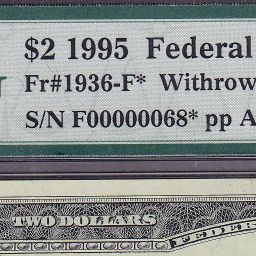 $2 1995 Federal
Fr#1936-F* Withrow
S/N F00000068* pp A
TWO DOLLARS